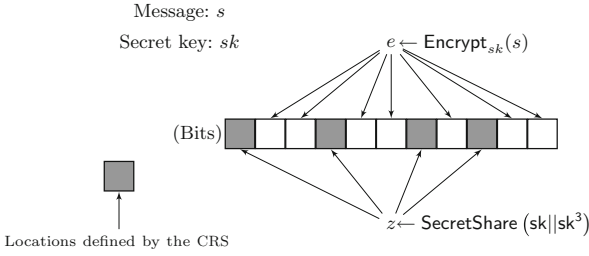 Message: s
Secret key: sk
e ← Encrypt_sk(s)
(Bits)
z ← SecretShare (sk||sk³)
Locations defined by the CRS